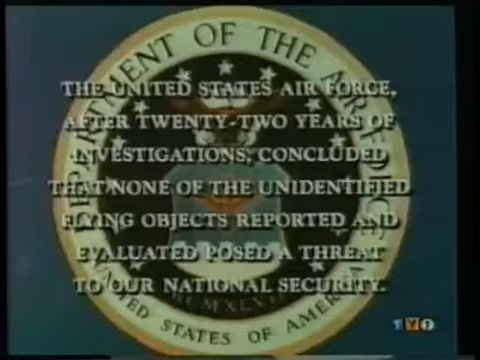 DEPARTMENT OF THE AIR FORCE
THE UNITED STATES AIR FORCE,
AFTER TWENTY-TWO YEARS OF
INVESTIGATIONS, CONCLUDED
THAT NONE OF THE UNIDENTIFIED
FLYING OBJECTS REPORTED AND
EVALUATED POSED A THREAT
TO OUR NATIONAL SECURITY.
MCMXLVII
UNITED STATES OF AMERICA